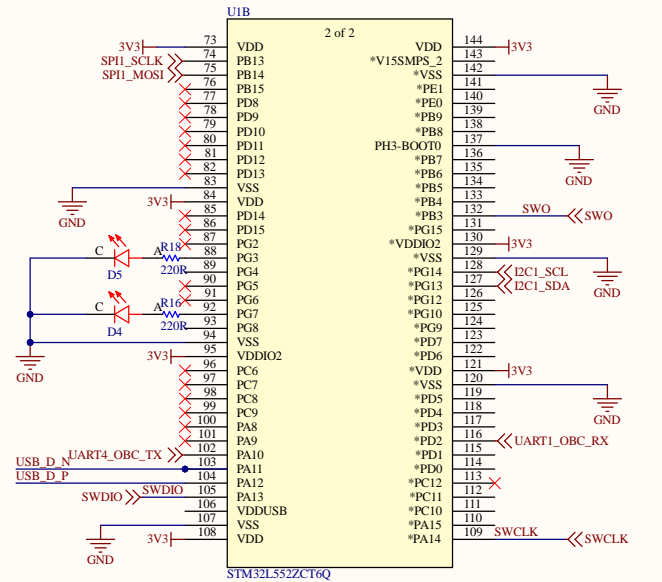 U1B
2 of 2
3V3 73 VDD VDD 144 3V3
SPI1_SCLK 74 PB13 *V15SMPS_2 143
SPI1_MOSI 75 PB14 *VSS 142
76 PB15 *PE1 141
77 PD8 *PE0 140
GND
78 PD9 *PB9 139
79 PD10 *PB8 138
80 PD11 PH3-BOOT0 137
81 PD12 *PB7 136
82 PD13 *PB6 135
GND
83 VSS *PB5 134
3V3 84 VDD *PB4 133
85 PD14 *PB3 132 SWO SWO
GND
86 PD15 *PG15 131
87 PG2 *VDDIO2 130 3V3
C A R18 88 PG3 *VSS 129
D5 220R 89 PG4 *PG14 128 I2C1_SCL
90 PG5 *PG13 127 I2C1_SDA
91 PG6 *PG12 126
GND
C A R16 92 PG7 *PG10 125
D4 220R 93 PG8 *PG9 124
94 VSS *PD7 123
3V3 95 VDDIO2 *PD6 122
GND
96 PC6 *VDD 121 3V3
97 PC7 *VSS 120
98 PC8 *PD5 119
99 PC9 *PD4 118
GND
100 PA8 *PD3 117
101 PA9 *PD2 116 UART1_OBC_RX
UART4_OBC_TX 102 PA10 *PD1 115
USB_D_N 103 PA11 *PD0 114
USB_D_P 104 PA12 *PC12 113
SWDIO SWDIO 105 PA13 *PC11 112
106 VDDUSB *PC10 111
107 VSS *PA15 110
3V3 108 VDD *PA14 109 SWCLK SWCLK
GND
STM32L552ZCT6Q